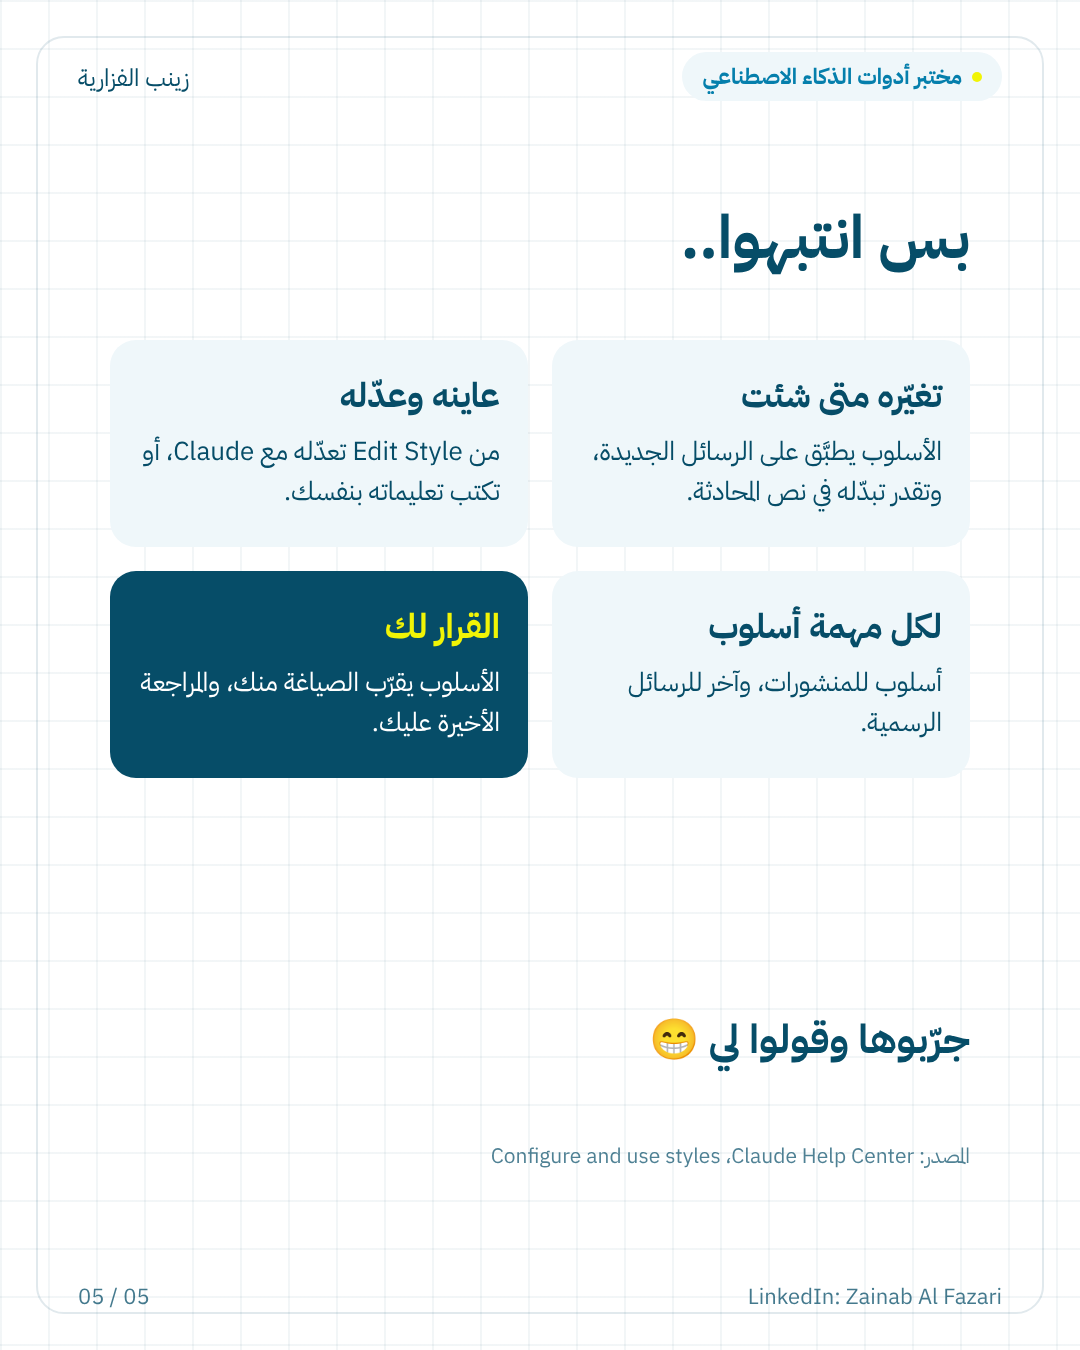 مختبر أدوات الذكاء الاصطناعي
زينب الفزارية
بس انتبهوا..
تغيّره متى شئت
الأسلوب يطبَّق على الرسائل الجديدة،
وتقدر تبدّله في نص المحادثة.
عاينه وعدّله
من Edit Style تعدّله مع Claude، أو
تكتب تعليماته بنفسك.
لكل مهمة أسلوب
أسلوب للمنشورات، وآخر للرسائل
الرسمية.
القرار لك
الأسلوب يقرّب الصياغة منك، والمراجعة
الأخيرة عليك.
جرّبوها وقولوا لي 😁
المصدر: Claude Help Center، Configure and use styles
LinkedIn: Zainab Al Fazari
05 / 05